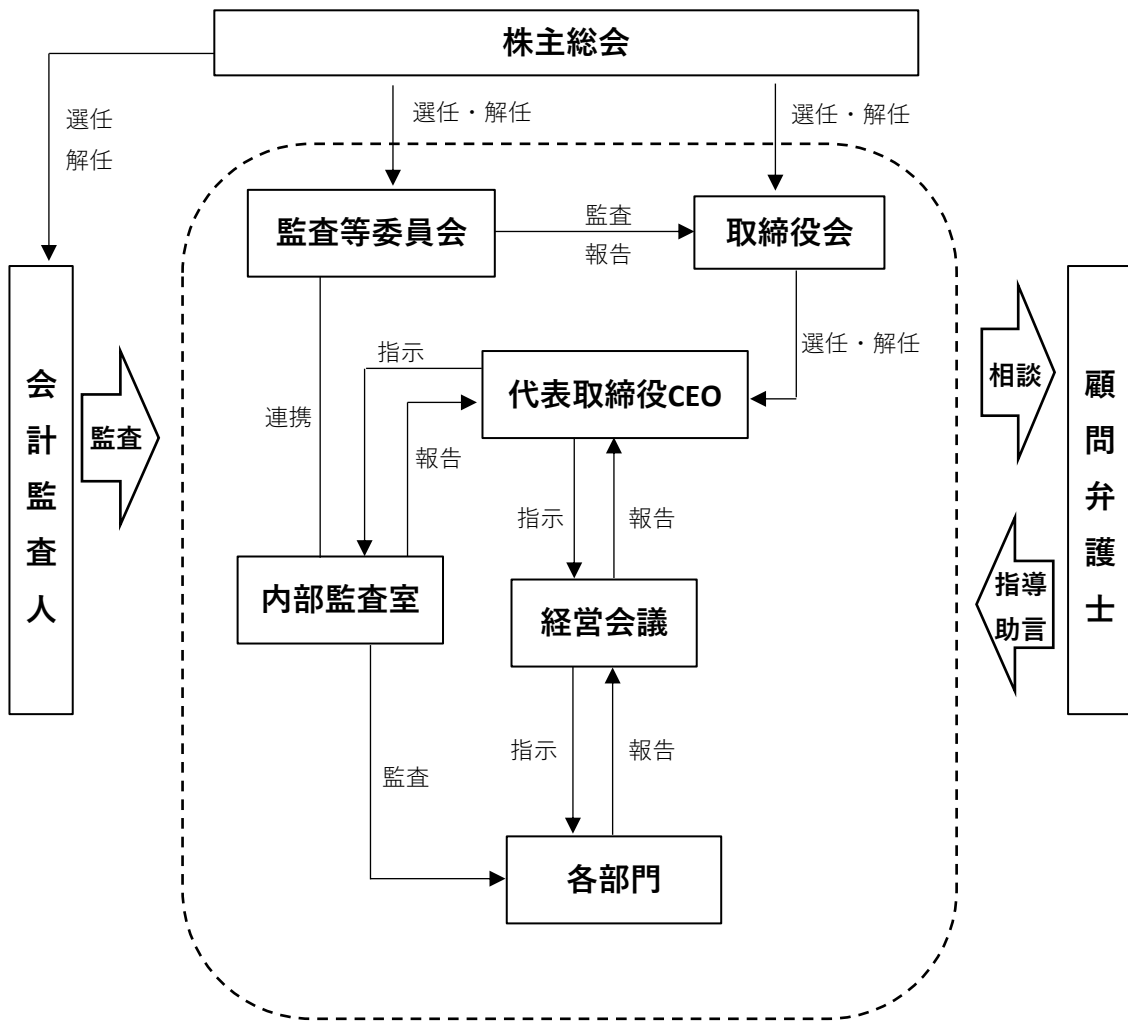 株主総会
選任
解任
選任・解任
選任・解任
監査等委員会
監査
報告
取締役会
選任・解任
指示
代表取締役CEO
連携
報告
会計監査人
監査
相談
顧問弁護士
指示
報告
内部監査室
経営会議
指導
助言
指示
報告
監査
各部門